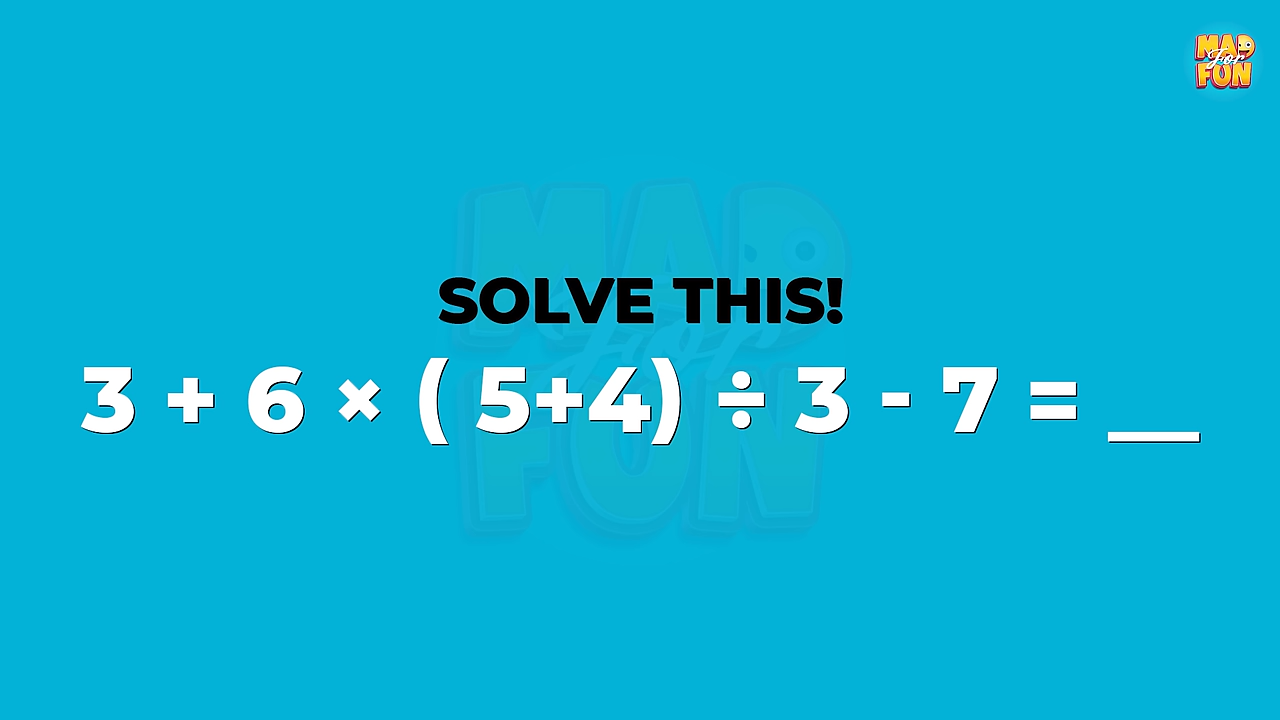 MAD
For
FUN
SOLVE THIS!
3 + 6 × ( 5+4) ÷ 3 - 7 = __